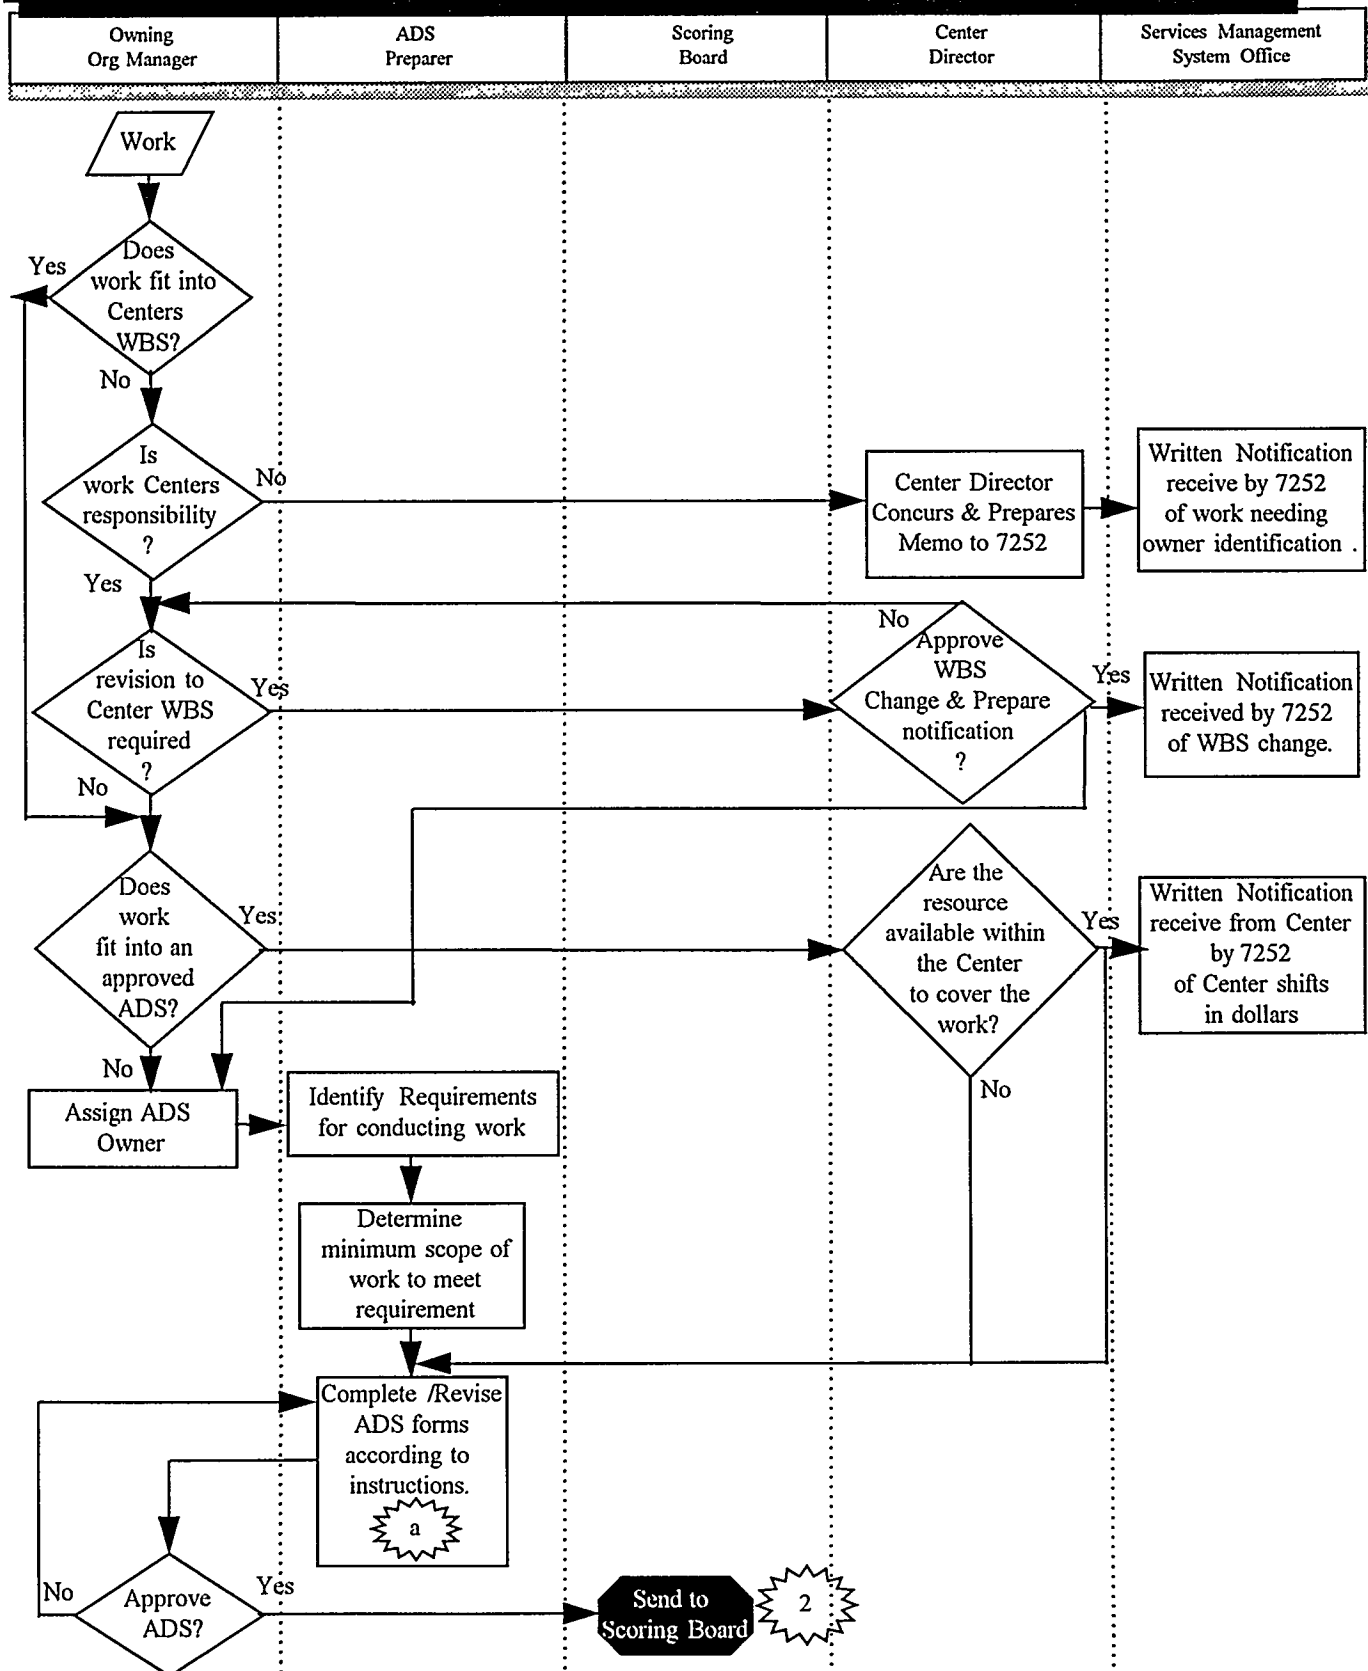 Owning
Org Manager
ADS
Preparer
Scoring
Board
Center
Director
Services Management
System Office
Work
Does
work fit into
Centers
WBS?
Yes
No
Is
work Centers
responsibility
?
No
Yes
Center Director
Concurs & Prepares
Memo to 7252
Written Notification
receive by 7252
of work needing
owner identification .
Is
revision to
Center WBS
required
?
Yes
No
No
Approve
WBS
Change & Prepare
notification
?
Yes
Written Notification
received by 7252
of WBS change.
Does
work
fit into an
approved
ADS?
Yes
No
Are the
resource
available within
the Center
to cover the
work?
Yes
No
Written Notification
receive from Center
by 7252
of Center shifts
in dollars
Assign ADS
Owner
Identify Requirements
for conducting work
Determine
minimum scope of
work to meet
requirement
Complete /Revise
ADS forms
according to
instructions.
a
No
Approve
ADS?
Yes
Send to
Scoring Board
2